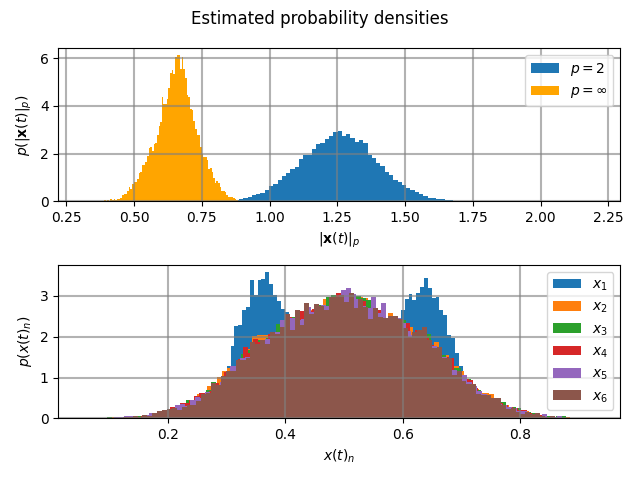 Estimated probability densities
p(|x(t)|p)
6
4
2
0
p = 2
p = ∞
0.25 0.50 0.75 1.00 1.25 1.50 1.75 2.00 2.25
|x(t)|p
p(x(t)n)
3
2
1
0
x1
x2
x3
x4
x5
x6
0.2 0.4 0.6 0.8
x(t)n